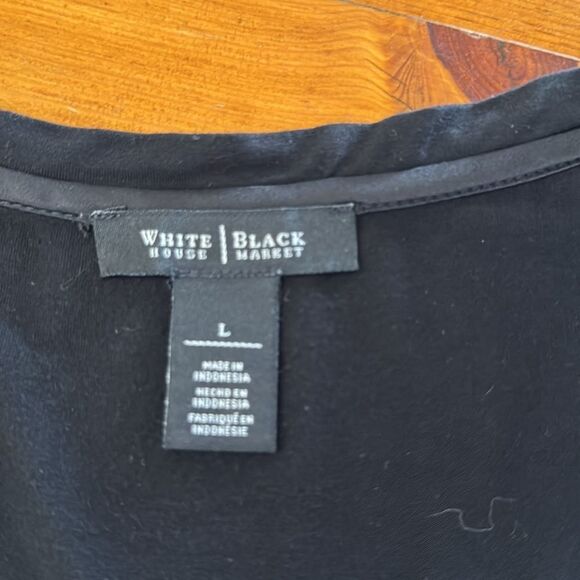 WHITE | BLACK
HOUSE | MARKET
L
MADE IN
INDONESIA
HECHO EN
INDONESIA
FABRIQUÉ EN
INDONÉSIE